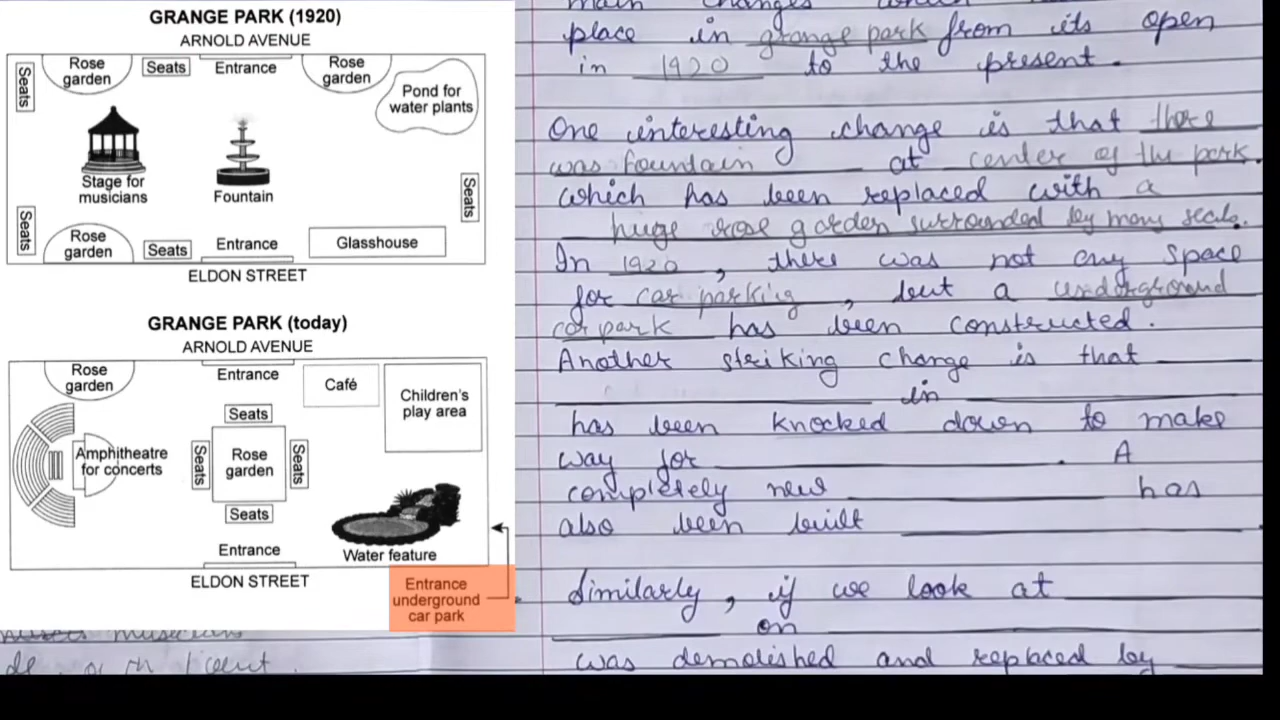 GRANGE PARK (1920)
ARNOLD AVENUE
Rose garden
Seats
Entrance
Rose garden
Seats
Pond for water plants
Stage for musicians
Fountain
Seats
Seats
Rose garden
Seats
Entrance
Glasshouse
ELDON STREET
GRANGE PARK (today)
ARNOLD AVENUE
Rose garden
Entrance
Café
Children's play area
Seats
Amphitheatre for concerts
Seats
Rose garden
Seats
Seats
Entrance
Water feature
ELDON STREET
Entrance underground car park
main changes which
place in grange park from its open
in 1920 to the present.
One interesting change is that there
was fountain at center of the park.
which has been replaced with a
huge rose garden surrounded by many seats.
In 1920, there was not any space
for car parking, but a underground
car park has been constructed.
Another striking change is that
in
has been knocked down to make
way for . A
completely new has
also been built
Similarly, if we look at
on
was demolished and replaced by
musicians